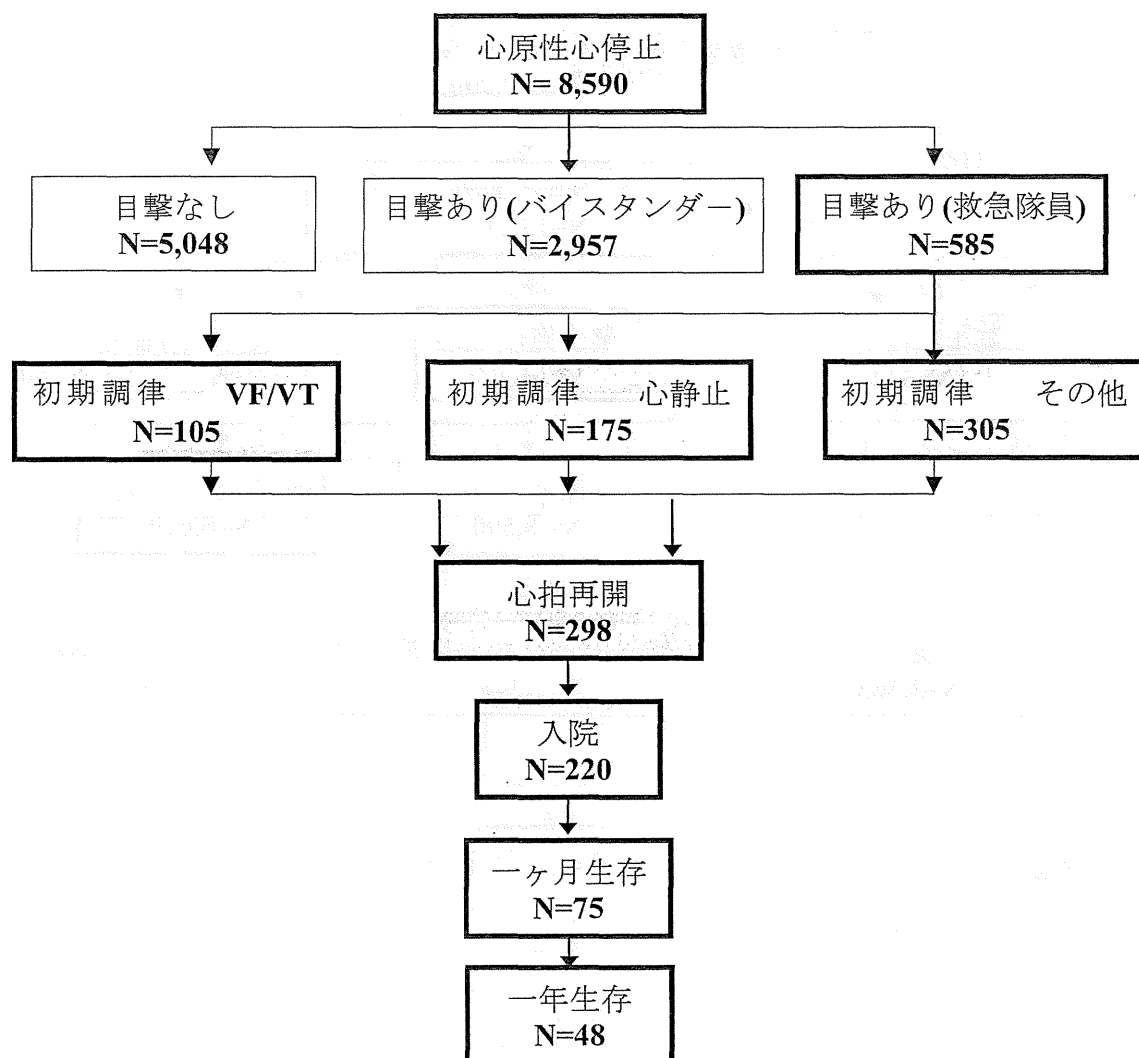 心原性心停止
N= 8,590
目撃なし
N=5,048
目撃あり(バイスタンダー)
N=2,957
目撃あり(救急隊員)
N=585
初期調律 VF/VT
N=105
初期調律 心静止
N=175
初期調律 その他
N=305
心拍再開
N=298
入院
N=220
一ヶ月生存
N=75
一年生存
N=48